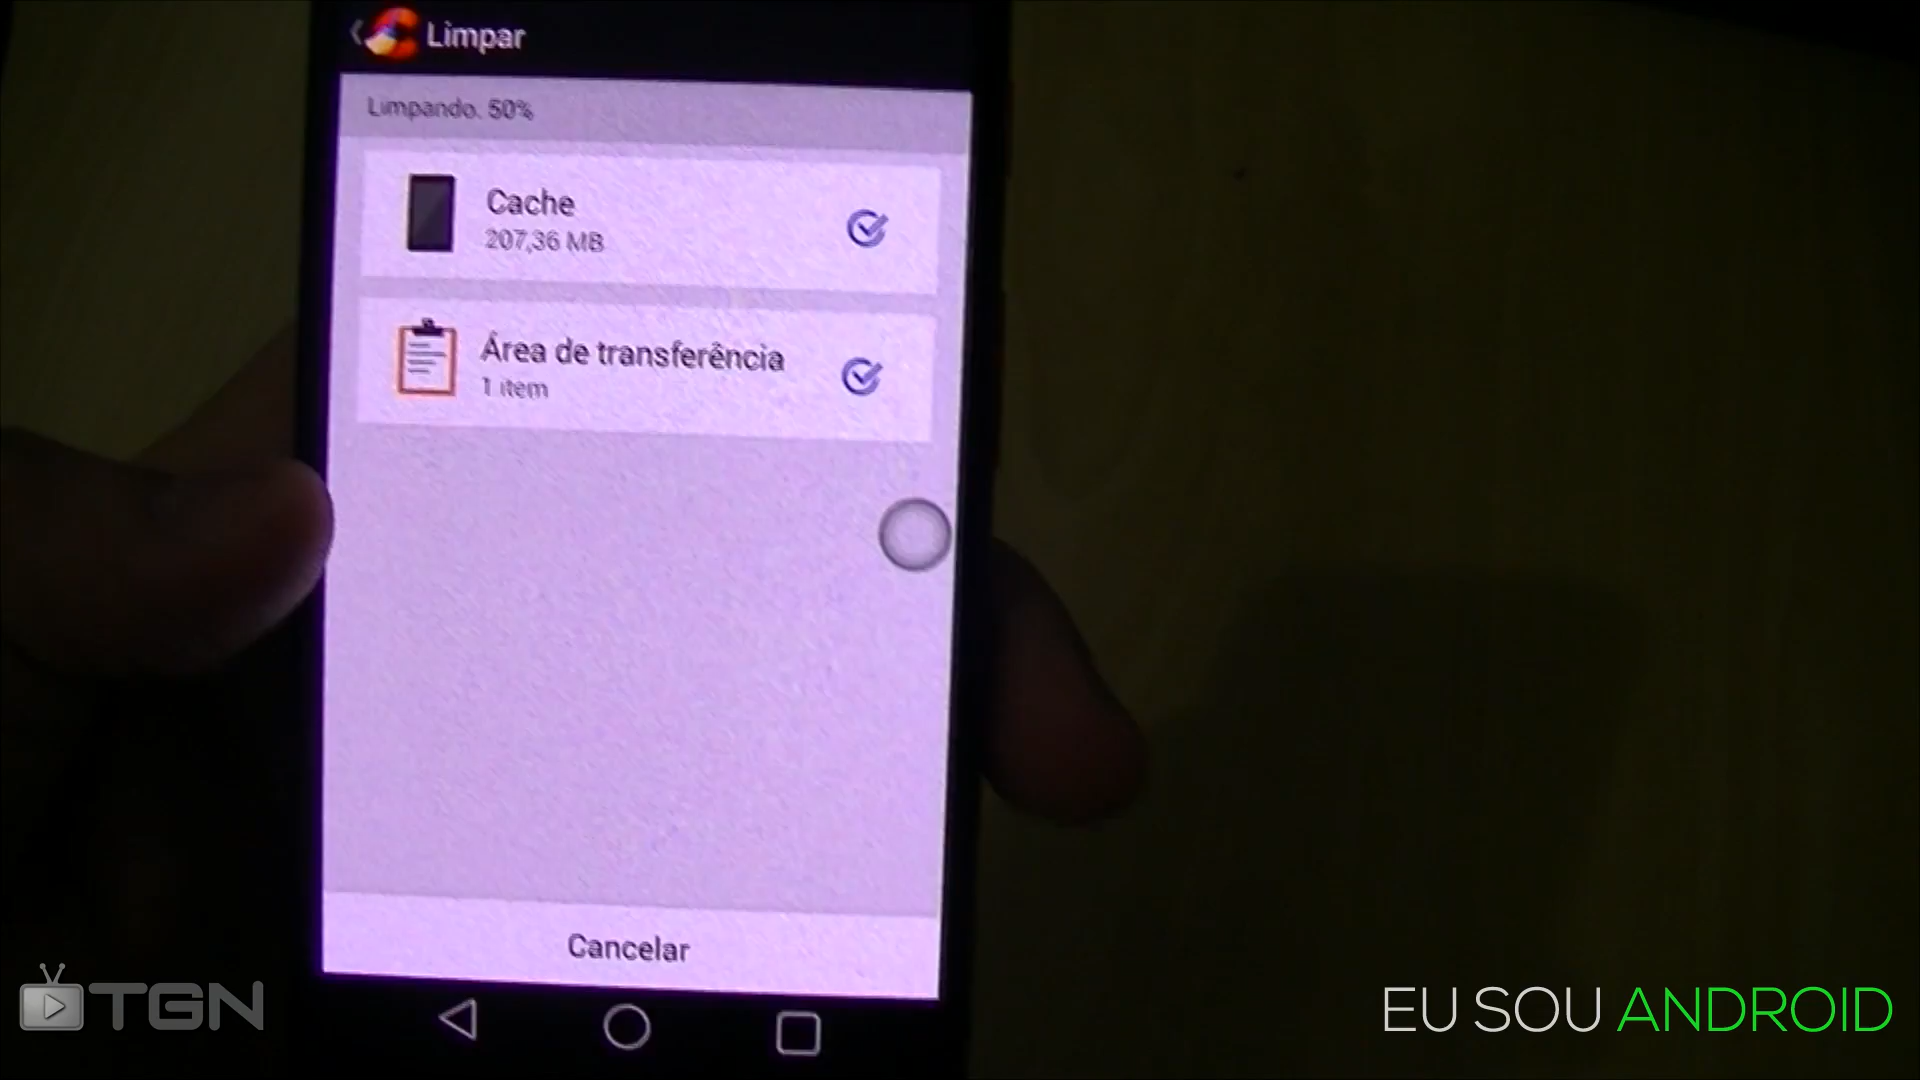 Limpar
Limpando. 50%
Cache
207,36 MB
Área de transferência
1 item
Cancelar
TGN
EU SOU ANDROID